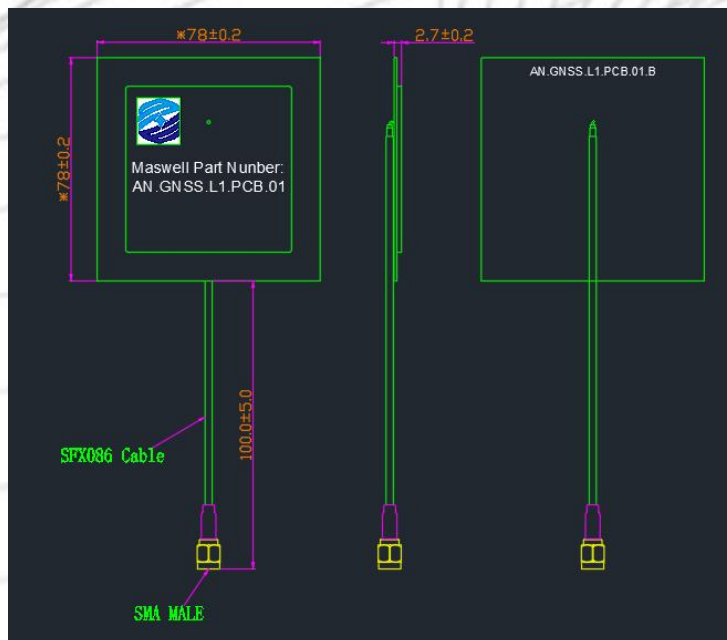 *78±0.2
2.7±0.2
*78±0.2
Maswell Part Nunber:
AN.GNSS.L1.PCB.01
AN.GNSS.L1.PCB.01.B
100.0±5.0
SFX086 Cable
SMA MALE